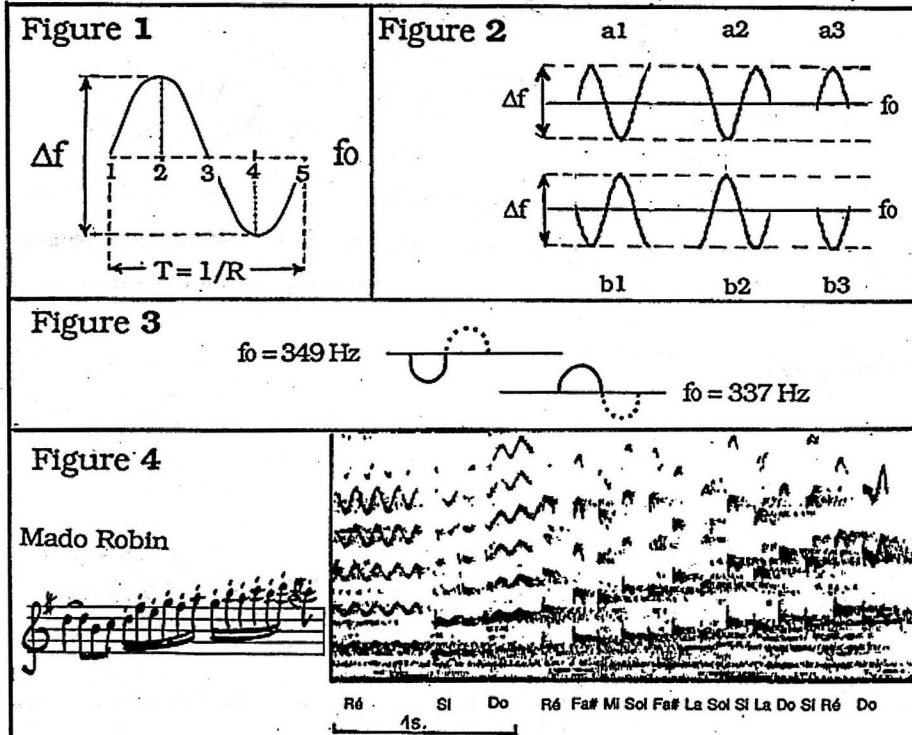 Figure 1
Δf
fo
1 2 3 4 5
T = 1/R
Figure 2
a1 a2 a3
Δf
fo
Δf
fo
b1 b2 b3
Figure 3
fo = 349 Hz
fo = 337 Hz
Figure 4
Mado Robin
Ré Si Do Ré Fa# Mi Sol Fa# La Sol Si La Do Si Ré Do
1s.